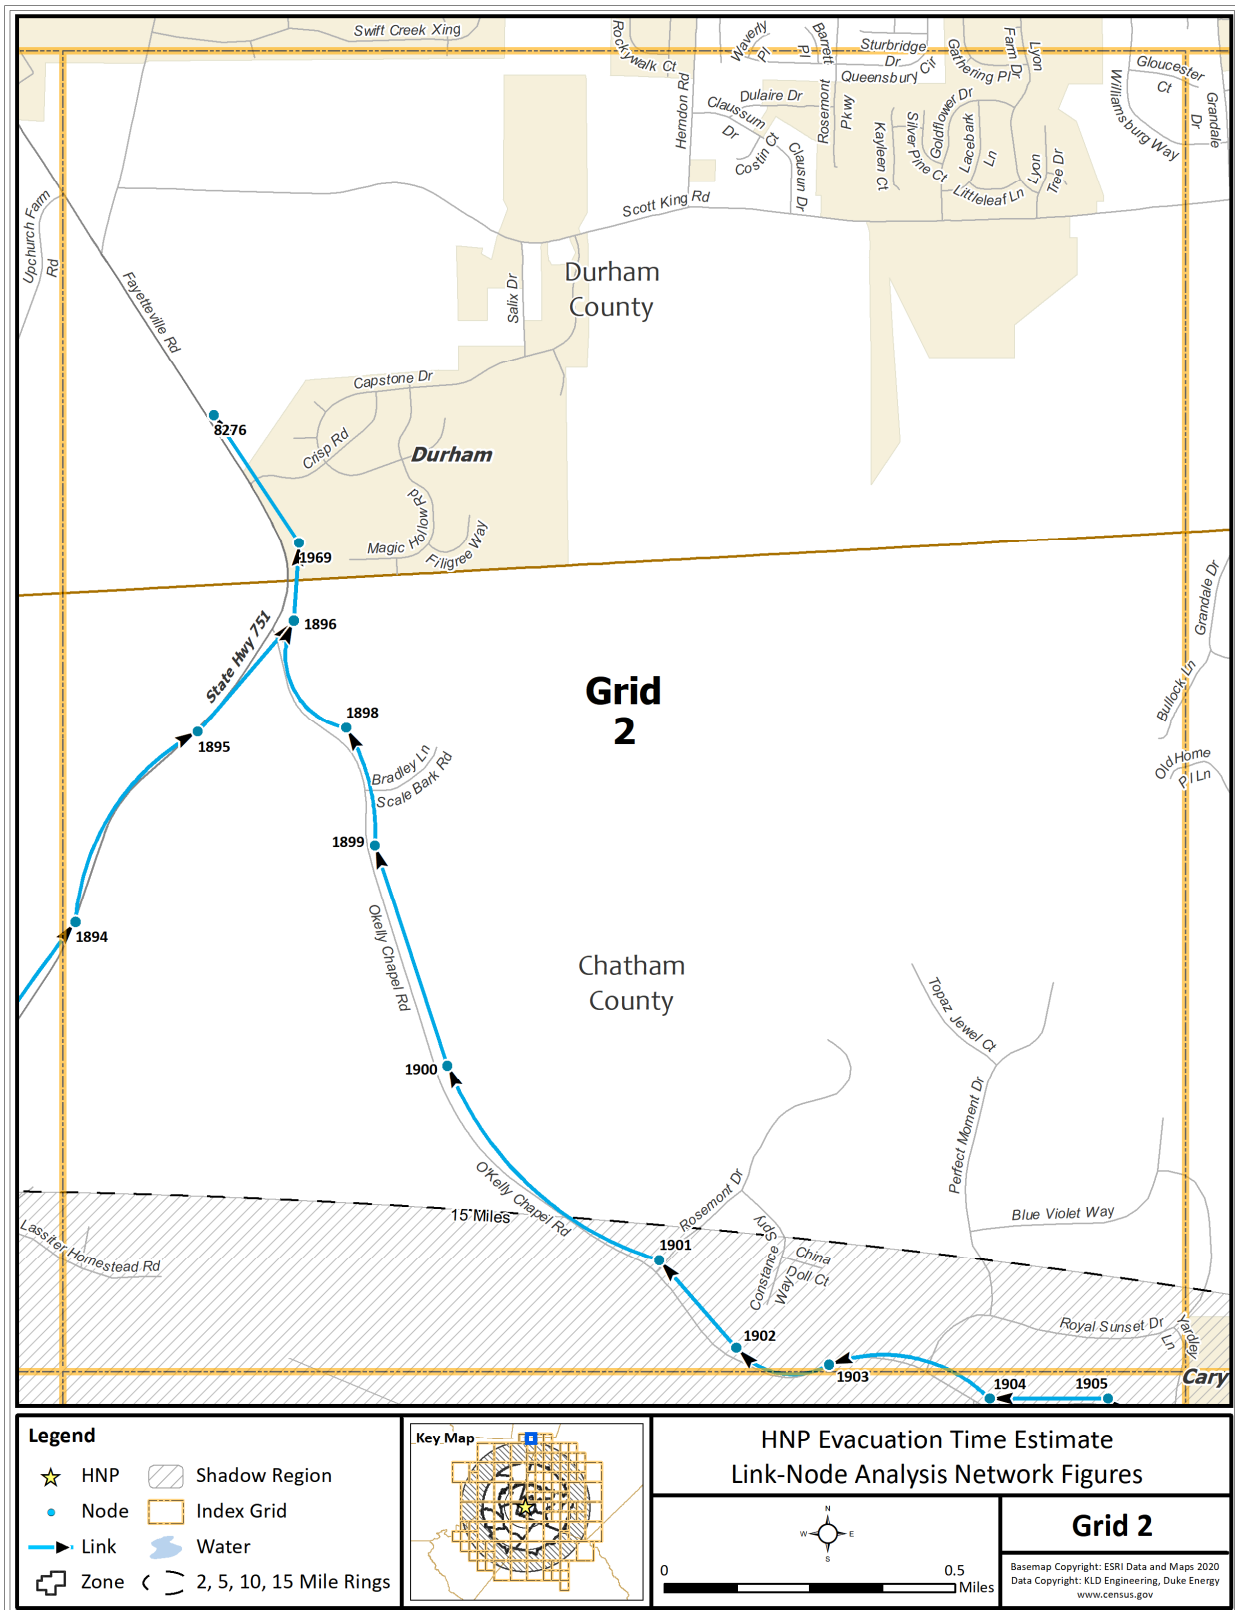 Swift Creek Xing
Rockywalk Ct
Herndon Rd
Waverly
Pl
Barrett
Pl
Sturbridge
Dr
Queensbury Cir
Gathering Pl
Farm Dr
Lyon
Gloucester
Ct
Williamsburg Way
Grandale
Dr
Dulaire Dr
Claussum
Dr
Costin Ct
Clausun Dr
Rosemont
Pkwy
Kayleen Ct
Silver Pine Ct
Goldflower Dr
Lacebark
Ln
Littleleaf Ln
Lyon
Tree Dr
Scott King Rd
Upchurch Farm
Rd
Fayetteville Rd
Salix Dr
Durham
County
Capstone Dr
Crisp Rd
Durham
8276
Magic Hollow Rd
Filigree Way
1969
1896
State Hwy 751
Grandale Dr
Bullock Ln
Old Home
Pl Ln
Grid
2
1898
1895
Bradley Ln
Scale Bark Rd
1899
1894
Okelly Chapel Rd
Chatham
County
Topaz Jewel Ct
1900
Perfect Moment Dr
O'Kelly Chapel Rd
15 Miles
Rosemont Dr
Blue Violet Way
Lassiter Homestead Rd
1901
Spy
Constance
Way
China
Doll Ct
1902
Royal Sunset Dr
Yardley
Ln
1903
1904
1905
Cary
Legend
HNP
Shadow Region
Node
Index Grid
Link
Water
Zone
2, 5, 10, 15 Mile Rings
Key Map
HNP Evacuation Time Estimate
Link-Node Analysis Network Figures
N
W
E
S
0
0.5
Miles
Grid 2
Basemap Copyright: ESRI Data and Maps 2020
Data Copyright: KLD Engineering, Duke Energy
www.census.gov